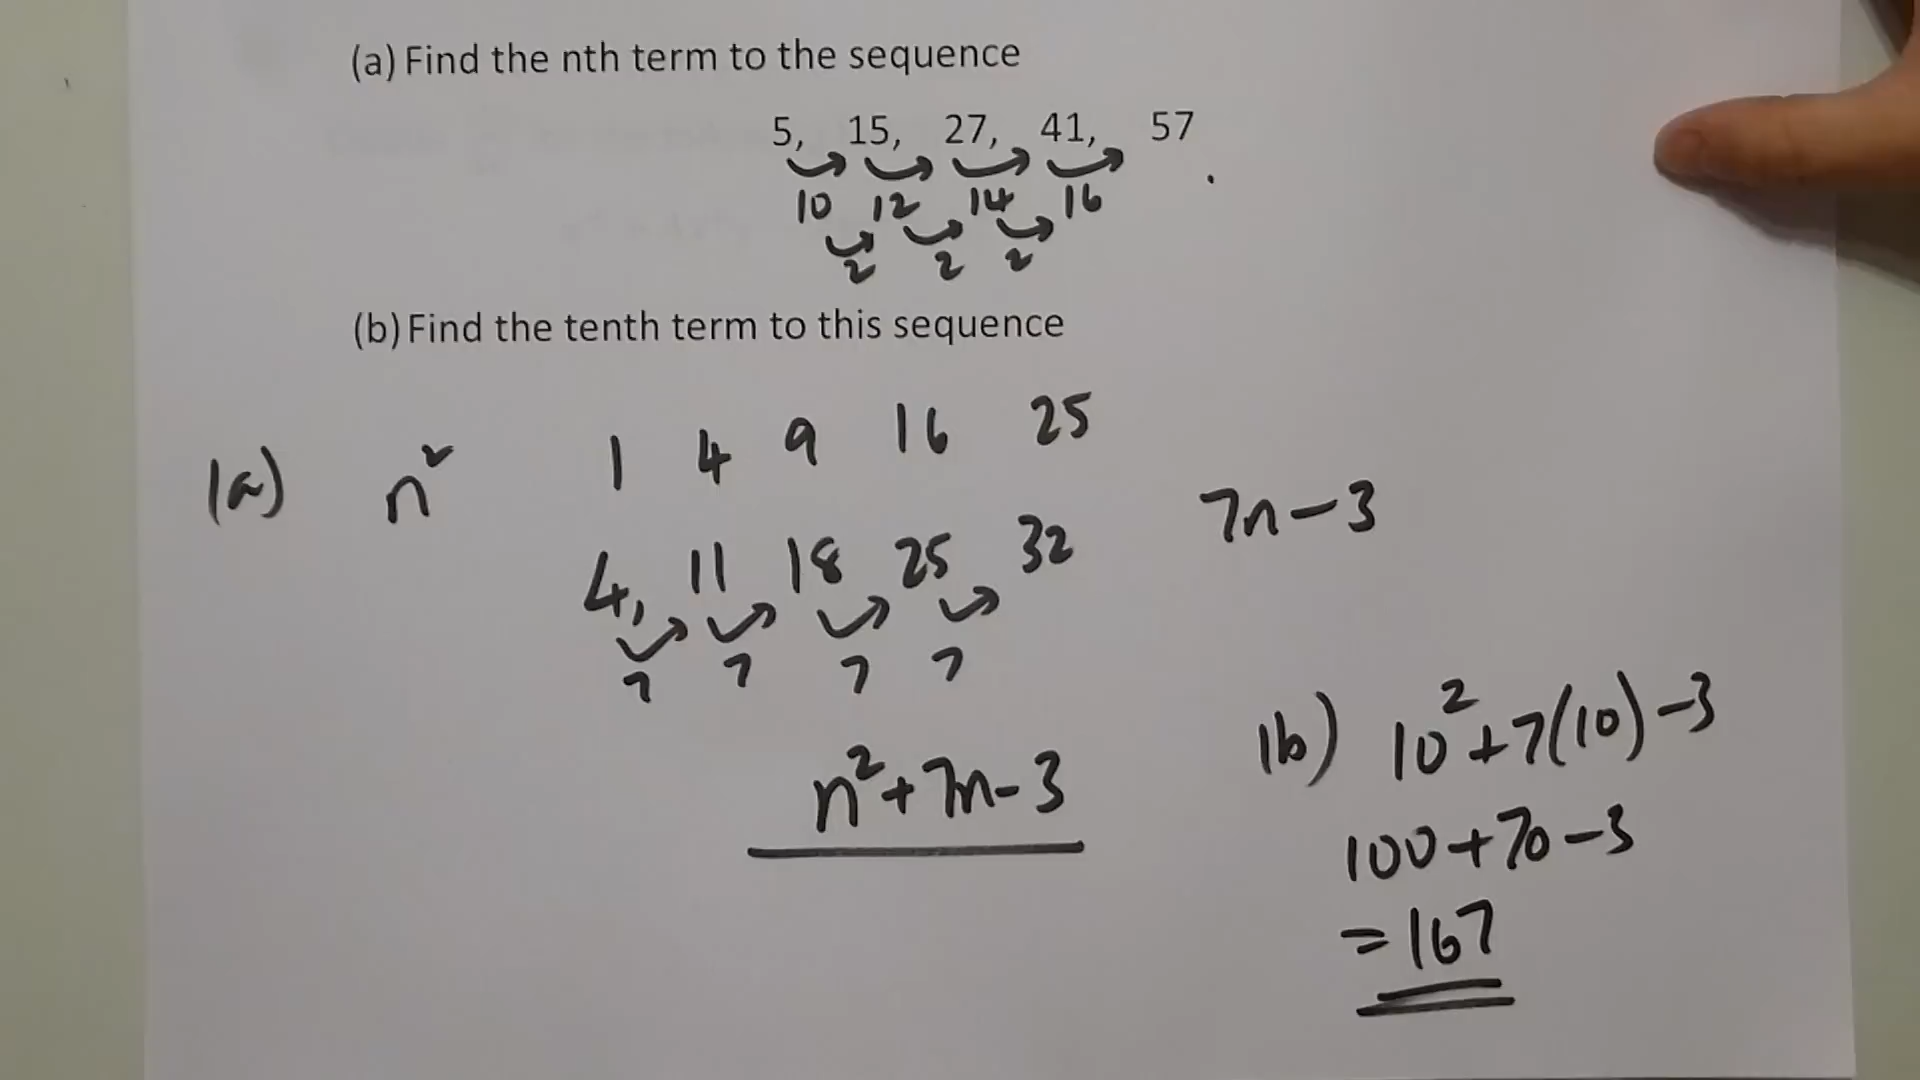 (a) Find the nth term to the sequence
5, 15, 27, 41, 57
10 12 14 16
2 2 2
(b) Find the tenth term to this sequence
(a) n² 1 4 9 16 25
4, 11 18 25 32 7n-3
7 7 7 7
n²+7n-3
(b) 10²+7(10)-3
100+70-3
=167